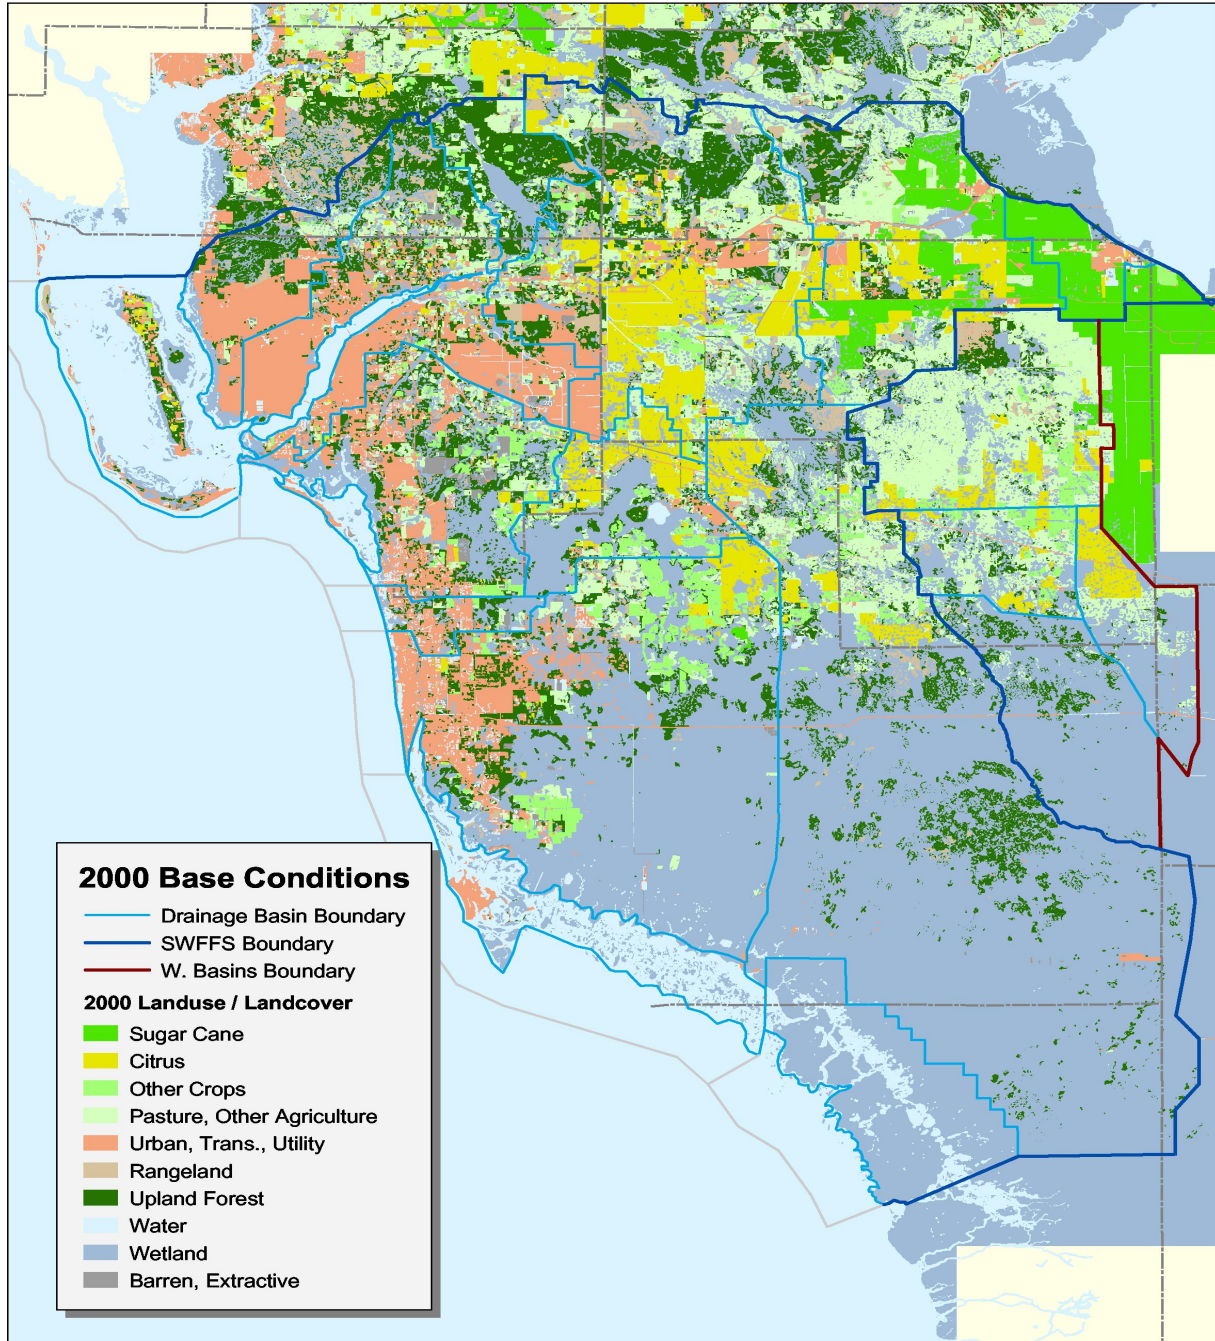 2000 Base Conditions
Drainage Basin Boundary
SWFFS Boundary
W. Basins Boundary
2000 Landuse / Landcover
Sugar Cane
Citrus
Other Crops
Pasture, Other Agriculture
Urban, Trans., Utility
Rangeland
Upland Forest
Water
Wetland
Barren, Extractive